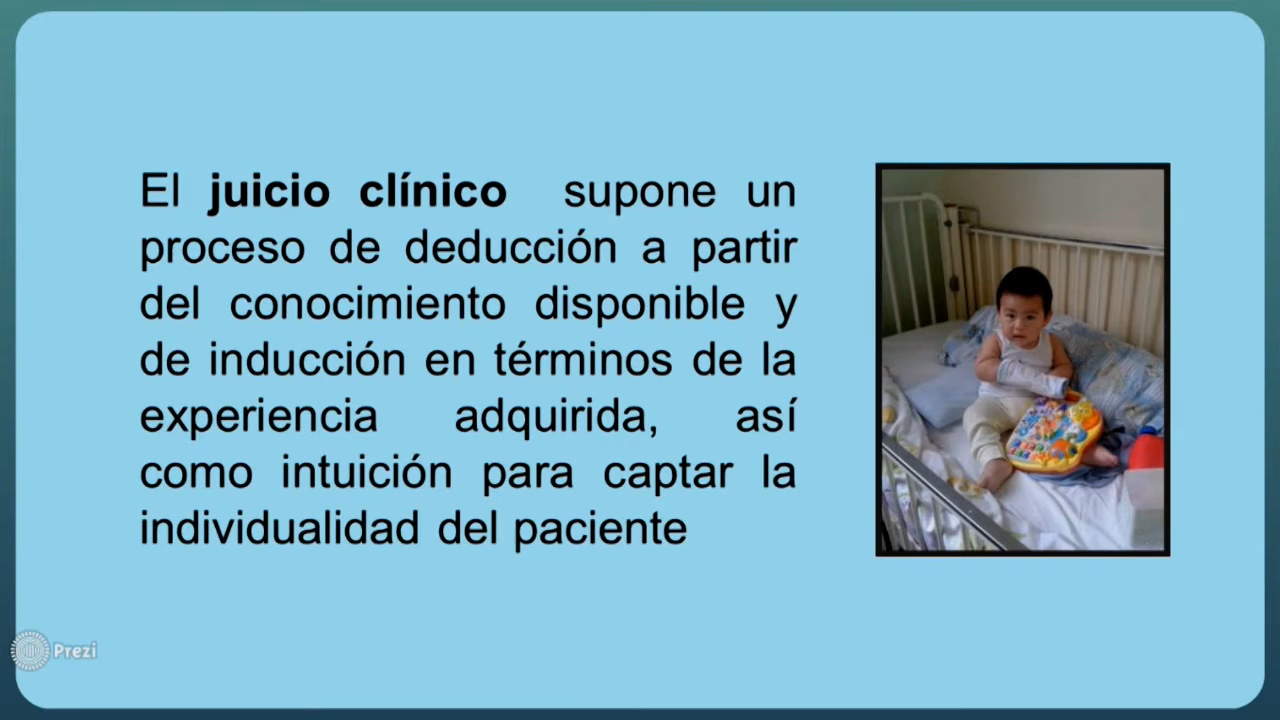 El juicio clínico supone un
proceso de deducción a partir
del conocimiento disponible y
de inducción en términos de la
experiencia adquirida, así
como intuición para captar la
individualidad del paciente
Prezi